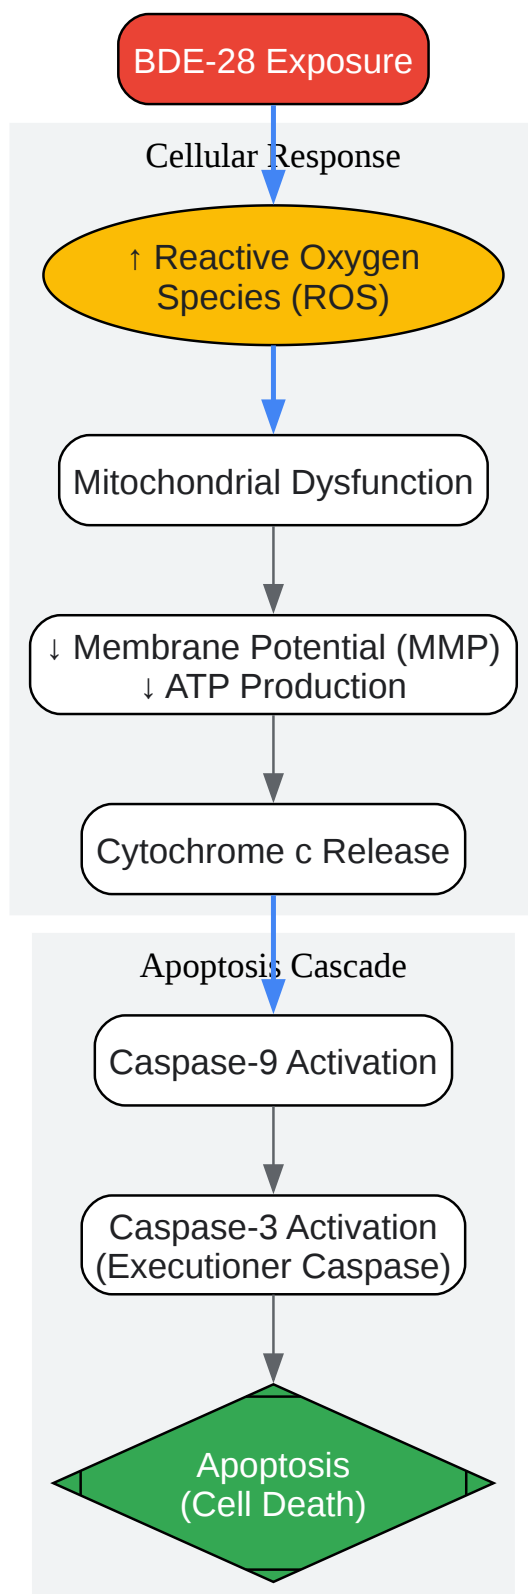 BDE-28 Exposure
Cellular Response
↑ Reactive Oxygen
Species (ROS)
Mitochondrial Dysfunction
↓ Membrane Potential (MMP)
↓ ATP Production
Cytochrome c Release
Apoptosis Cascade
Caspase-9 Activation
Caspase-3 Activation
(Executioner Caspase)
Apoptosis
(Cell Death)